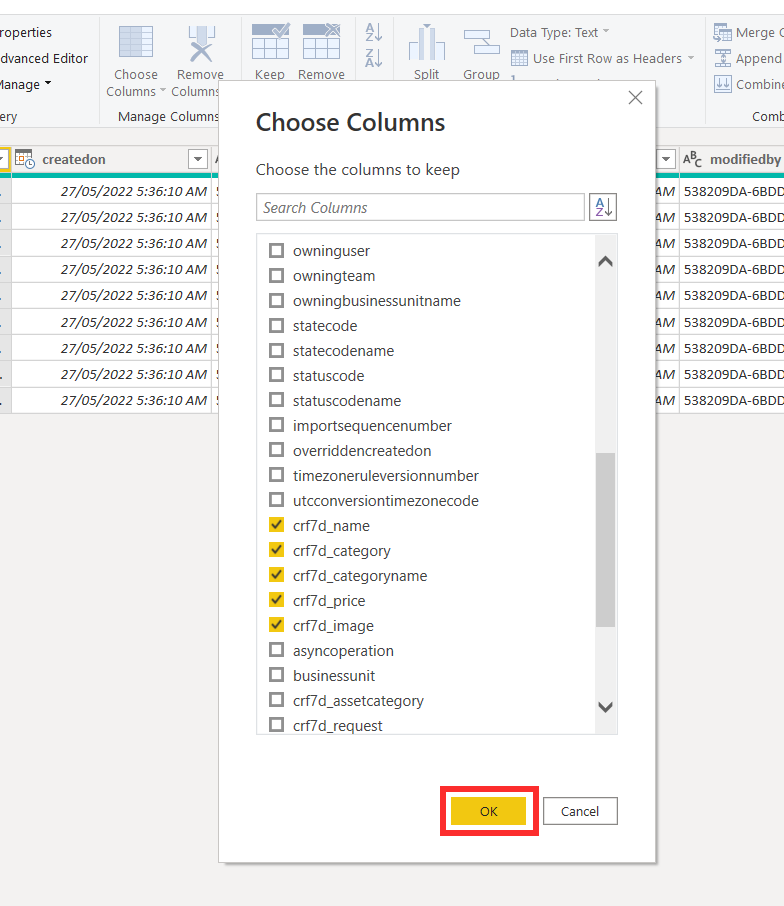 roperties
dvanced Editor
Manage
ery
Choose
Columns
Remove
Columns
Manage Columns
Keep
Remove
A
Z
Z
A
Split
Group
Data Type: Text
Use First Row as Headers
1
Merge
Append
Combine
Comb
createdon
A
ABC modifiedby
27/05/2022 5:36:10 AM
AM 538209DA-6BDD
27/05/2022 5:36:10 AM
AM 538209DA-6BDD
27/05/2022 5:36:10 AM
AM 538209DA-6BDD
27/05/2022 5:36:10 AM
AM 538209DA-6BDD
27/05/2022 5:36:10 AM
AM 538209DA-6BDD
27/05/2022 5:36:10 AM
AM 538209DA-6BDD
27/05/2022 5:36:10 AM
AM 538209DA-6BDD
27/05/2022 5:36:10 AM
AM 538209DA-6BDD
27/05/2022 5:36:10 AM
AM 538209DA-6BDD
Choose Columns
Choose the columns to keep
Search Columns
A
Z
owninguser
owningteam
owningbusinessunitname
statecode
statecodename
statuscode
statuscodename
importsequencenumber
overriddencreatedon
timezoneruleversionnumber
utcconversiontimezonecode
crf7d_name
crf7d_category
crf7d_categoryname
crf7d_price
crf7d_image
asyncoperation
businessunit
crf7d_assetcategory
crf7d_request
OK
Cancel